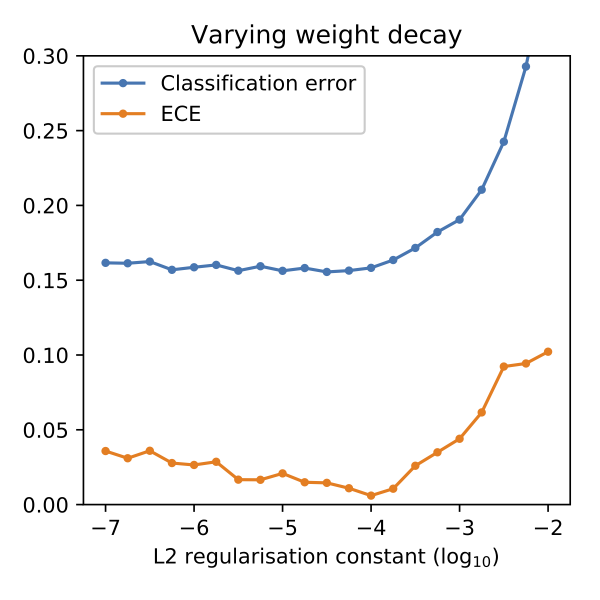 Varying weight decay
0.30
0.25
0.20
0.15
0.10
0.05
0.00
Classification error
ECE
−7 −6 −5 −4 −3 −2
L2 regularisation constant (log₁₀)